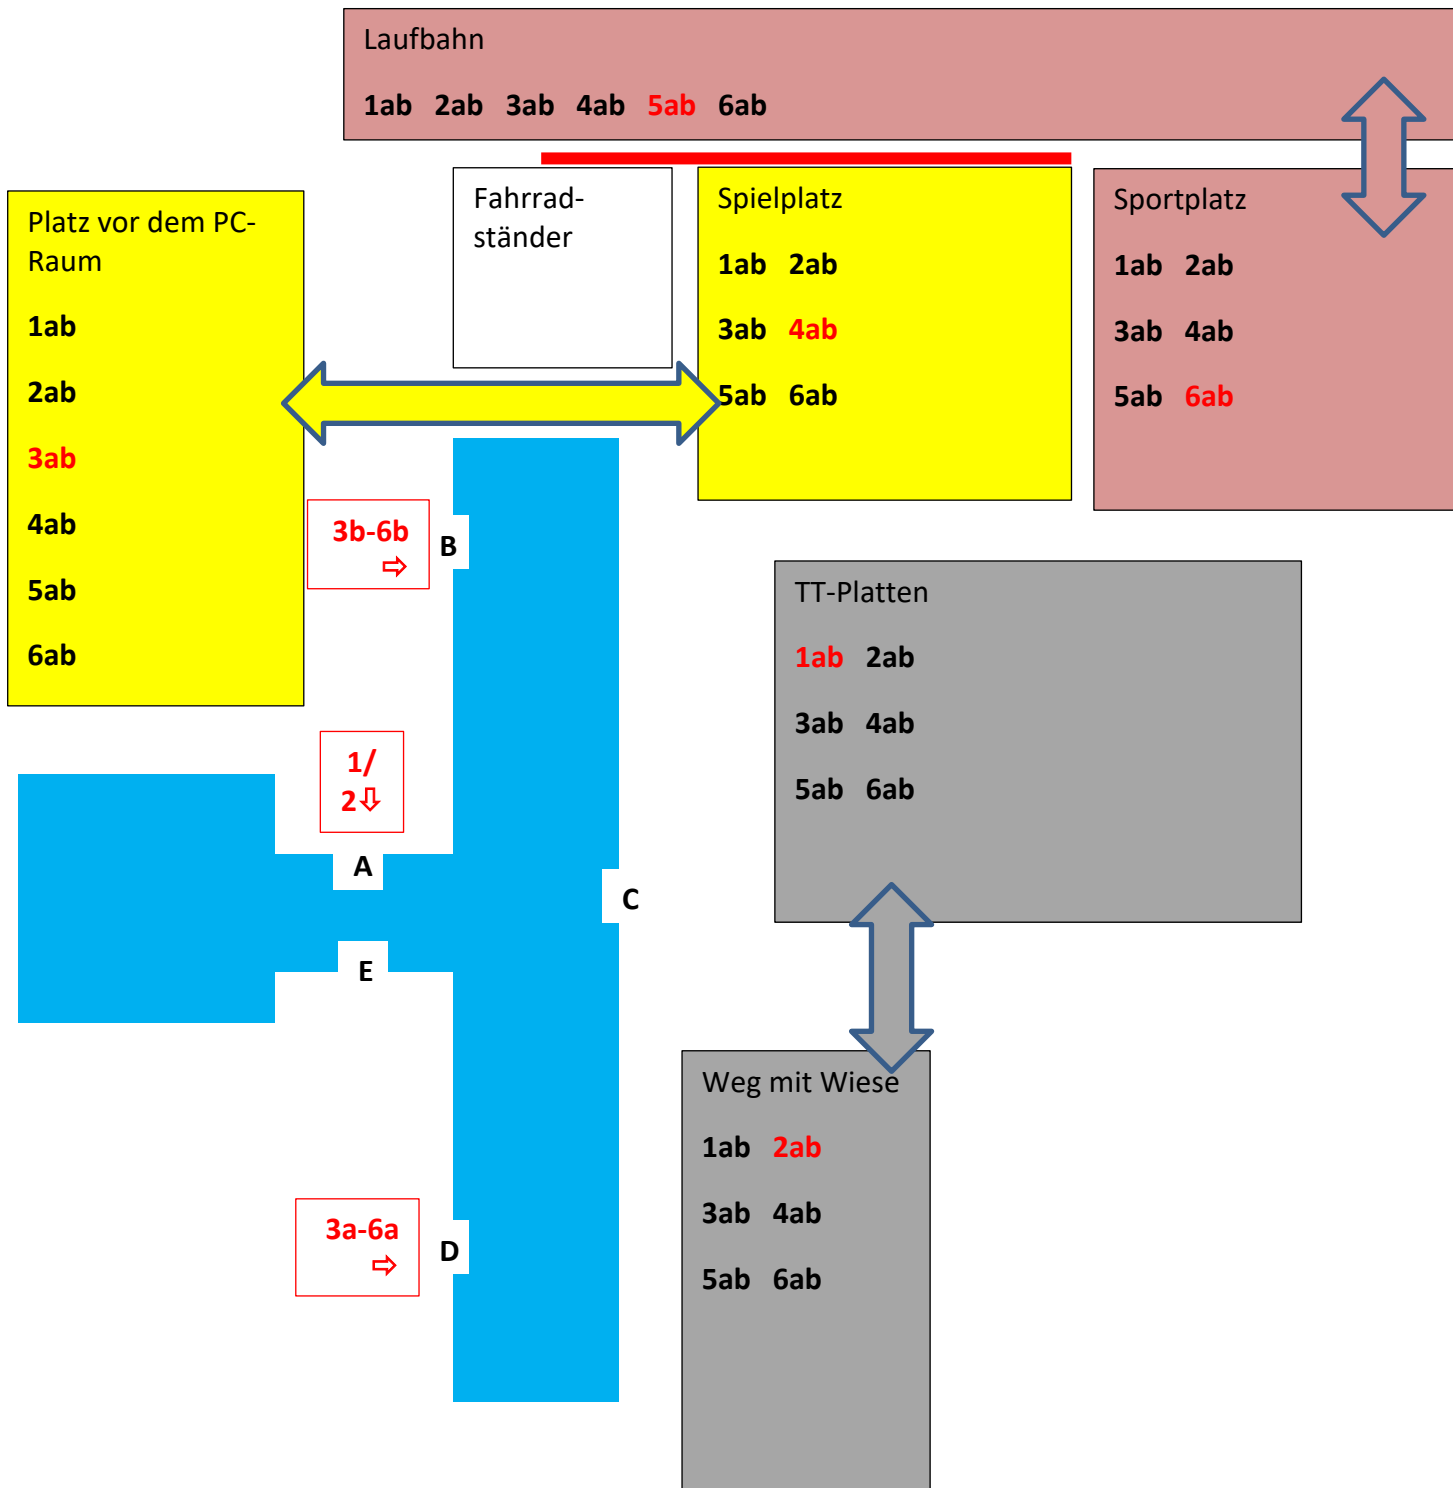 Laufbahn
1ab 2ab 3ab 4ab 5ab 6ab
Platz vor dem PC-
Raum
1ab
2ab
3ab
4ab
5ab
6ab
Fahrrad-
ständer
Spielplatz
1ab 2ab
3ab 4ab
5ab 6ab
Sportplatz
1ab 2ab
3ab 4ab
5ab 6ab
3b-6b
⇨
B
TT-Platten
1ab 2ab
3ab 4ab
5ab 6ab
1/
2⇩
A
C
E
Weg mit Wiese
1ab 2ab
3ab 4ab
5ab 6ab
3a-6a
⇨
D